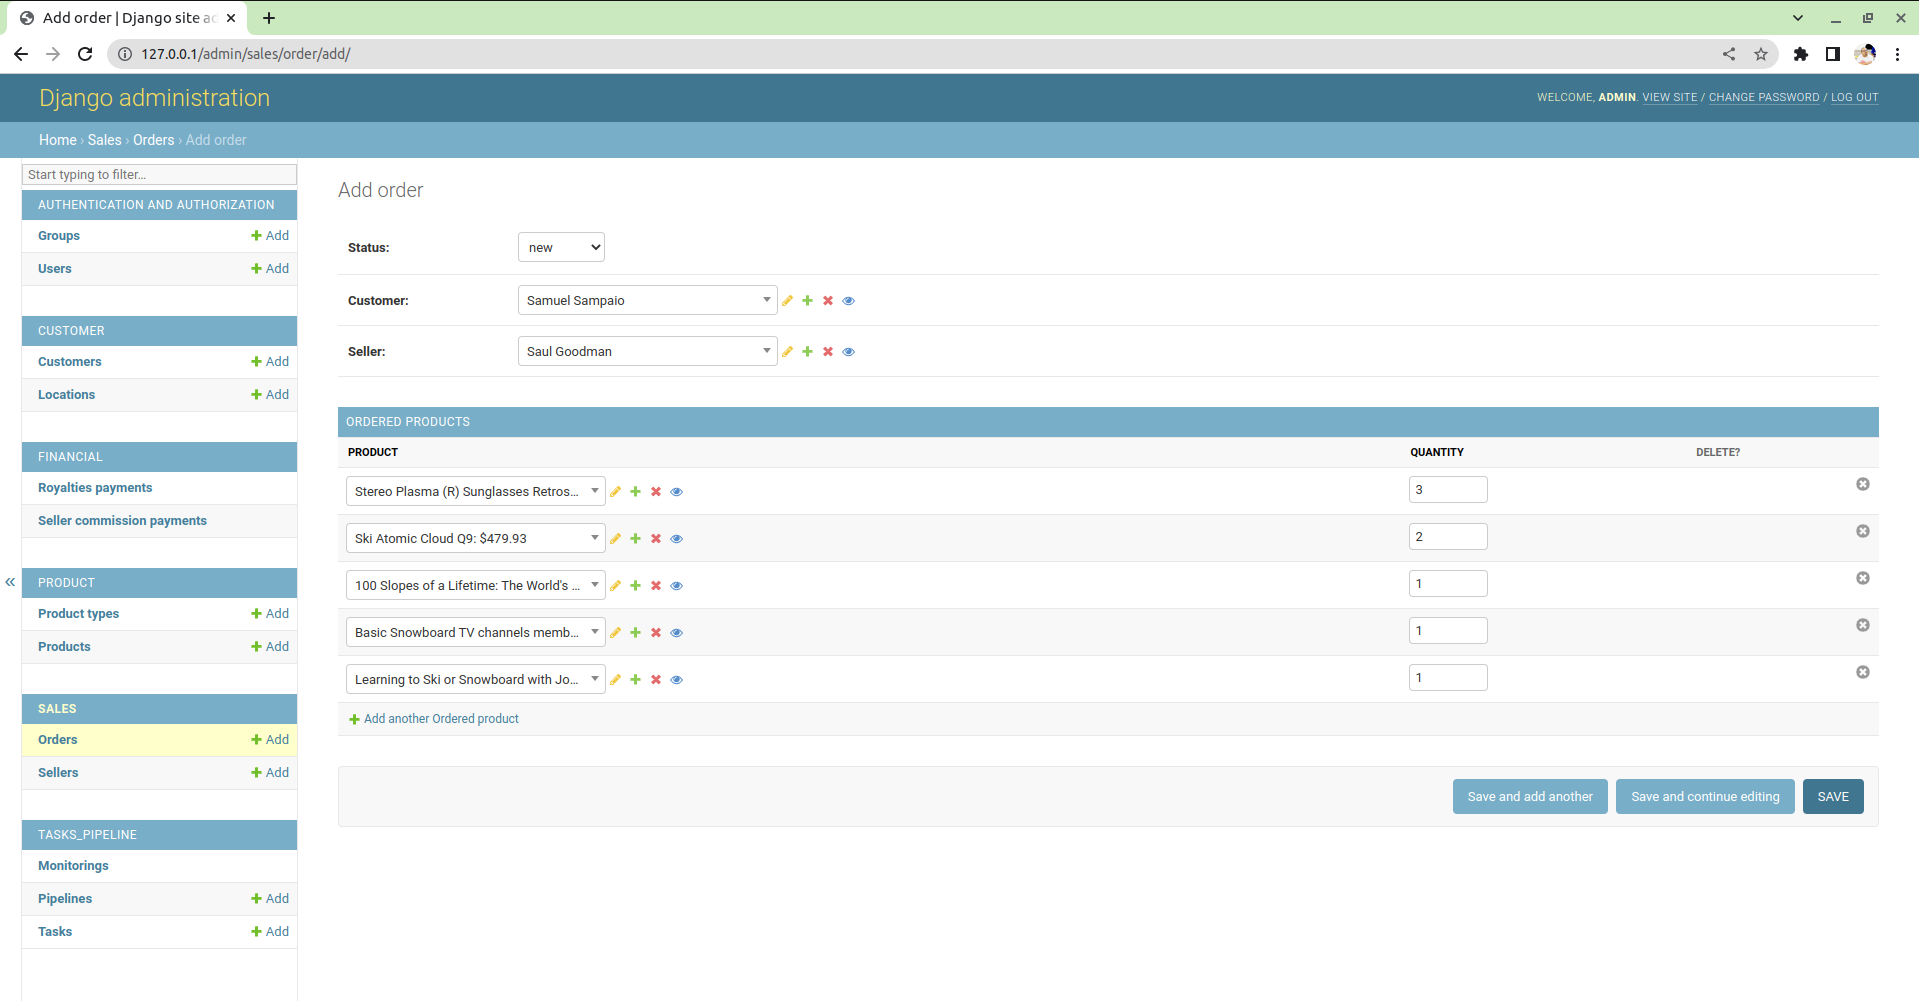 Add order | Django site ad
127.0.0.1/admin/sales/order/add/
Django administration
WELCOME, ADMIN. VIEW SITE / CHANGE PASSWORD / LOG OUT
Home › Sales › Orders › Add order
Start typing to filter...
AUTHENTICATION AND AUTHORIZATION
Groups Add
Users Add
CUSTOMER
Customers Add
Locations Add
FINANCIAL
Royalties payments
Seller commission payments
«
PRODUCT
Product types Add
Products Add
SALES
Orders Add
Sellers Add
TASKS_PIPELINE
Monitorings
Pipelines Add
Tasks Add
Add order
Status: new
Customer: Samuel Sampaio
Seller: Saul Goodman
ORDERED PRODUCTS
PRODUCT QUANTITY DELETE?
Stereo Plasma (R) Sunglasses Retros... 3
Ski Atomic Cloud Q9: $479.93 2
100 Slopes of a Lifetime: The World's ... 1
Basic Snowboard TV channels memb... 1
Learning to Ski or Snowboard with Jo... 1
Add another Ordered product
Save and add another Save and continue editing SAVE